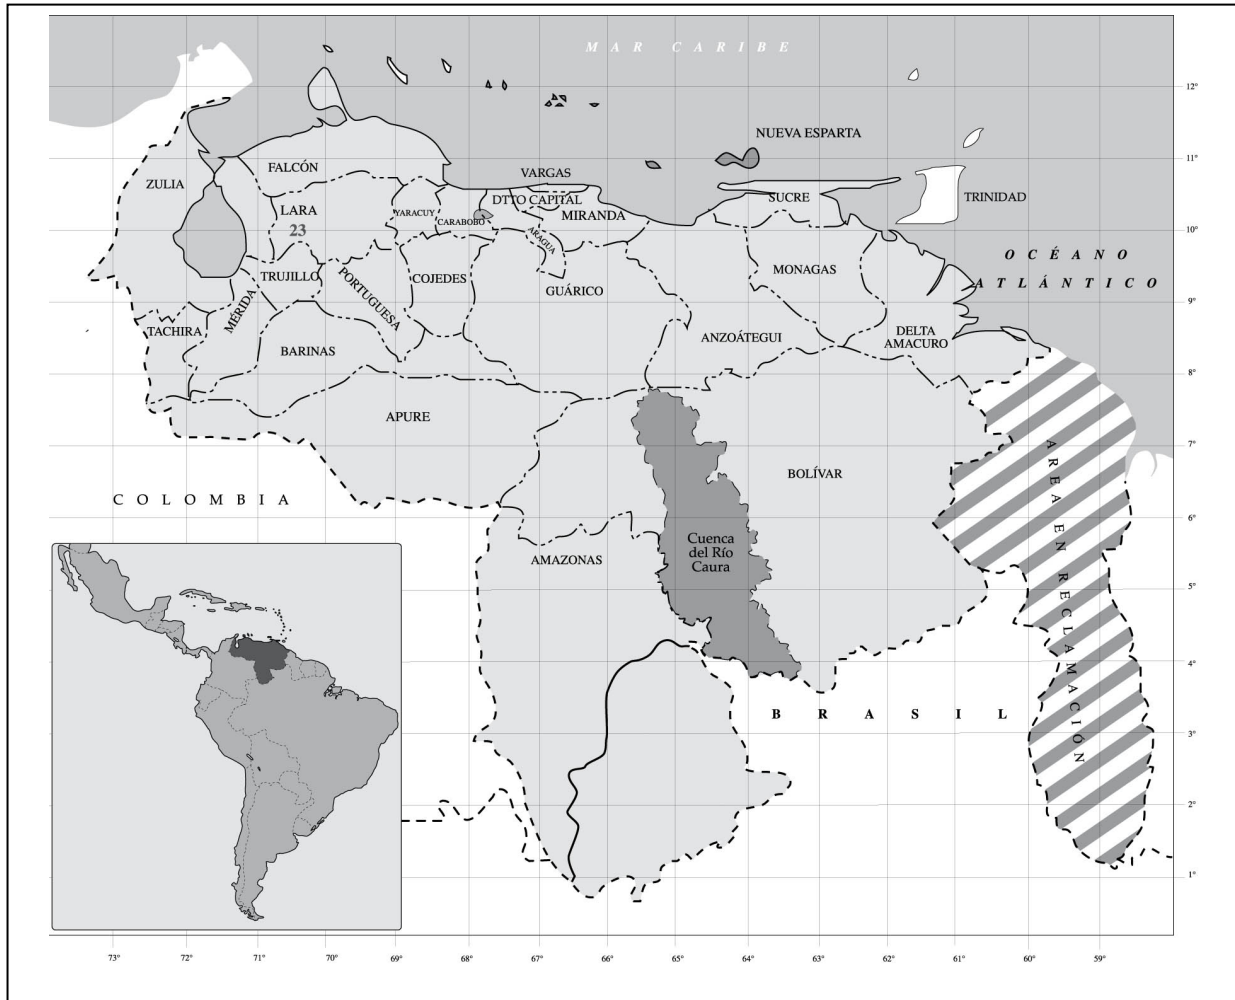 MAR CARIBE
12°
NUEVA ESPARTA
11°
FALCÓN
VARGAS
ZULIA
DTTO CAPITAL
SUCRE
TRINIDAD
LARA
YARACUY
CARABOBO
MIRANDA
23
ARAGUA
10°
OCÉANO
ATLÁNTICO
TRUJILLO
PORTUGUESA
COJEDES
MONAGAS
GUÁRICO
MÉRIDA
9°
TACHIRA
BARINAS
ANZOÁTEGUI
DELTA
AMACURO
8°
APURE
7°
BOLÍVAR
COLOMBIA
AREA EN RECLAMACIÓN
6°
Cuenca
del Río
Caura
AMAZONAS
5°
4°
BRASIL
3°
2°
1°
73°
72°
71°
70°
69°
68°
67°
66°
65°
64°
63°
62°
61°
60°
59°